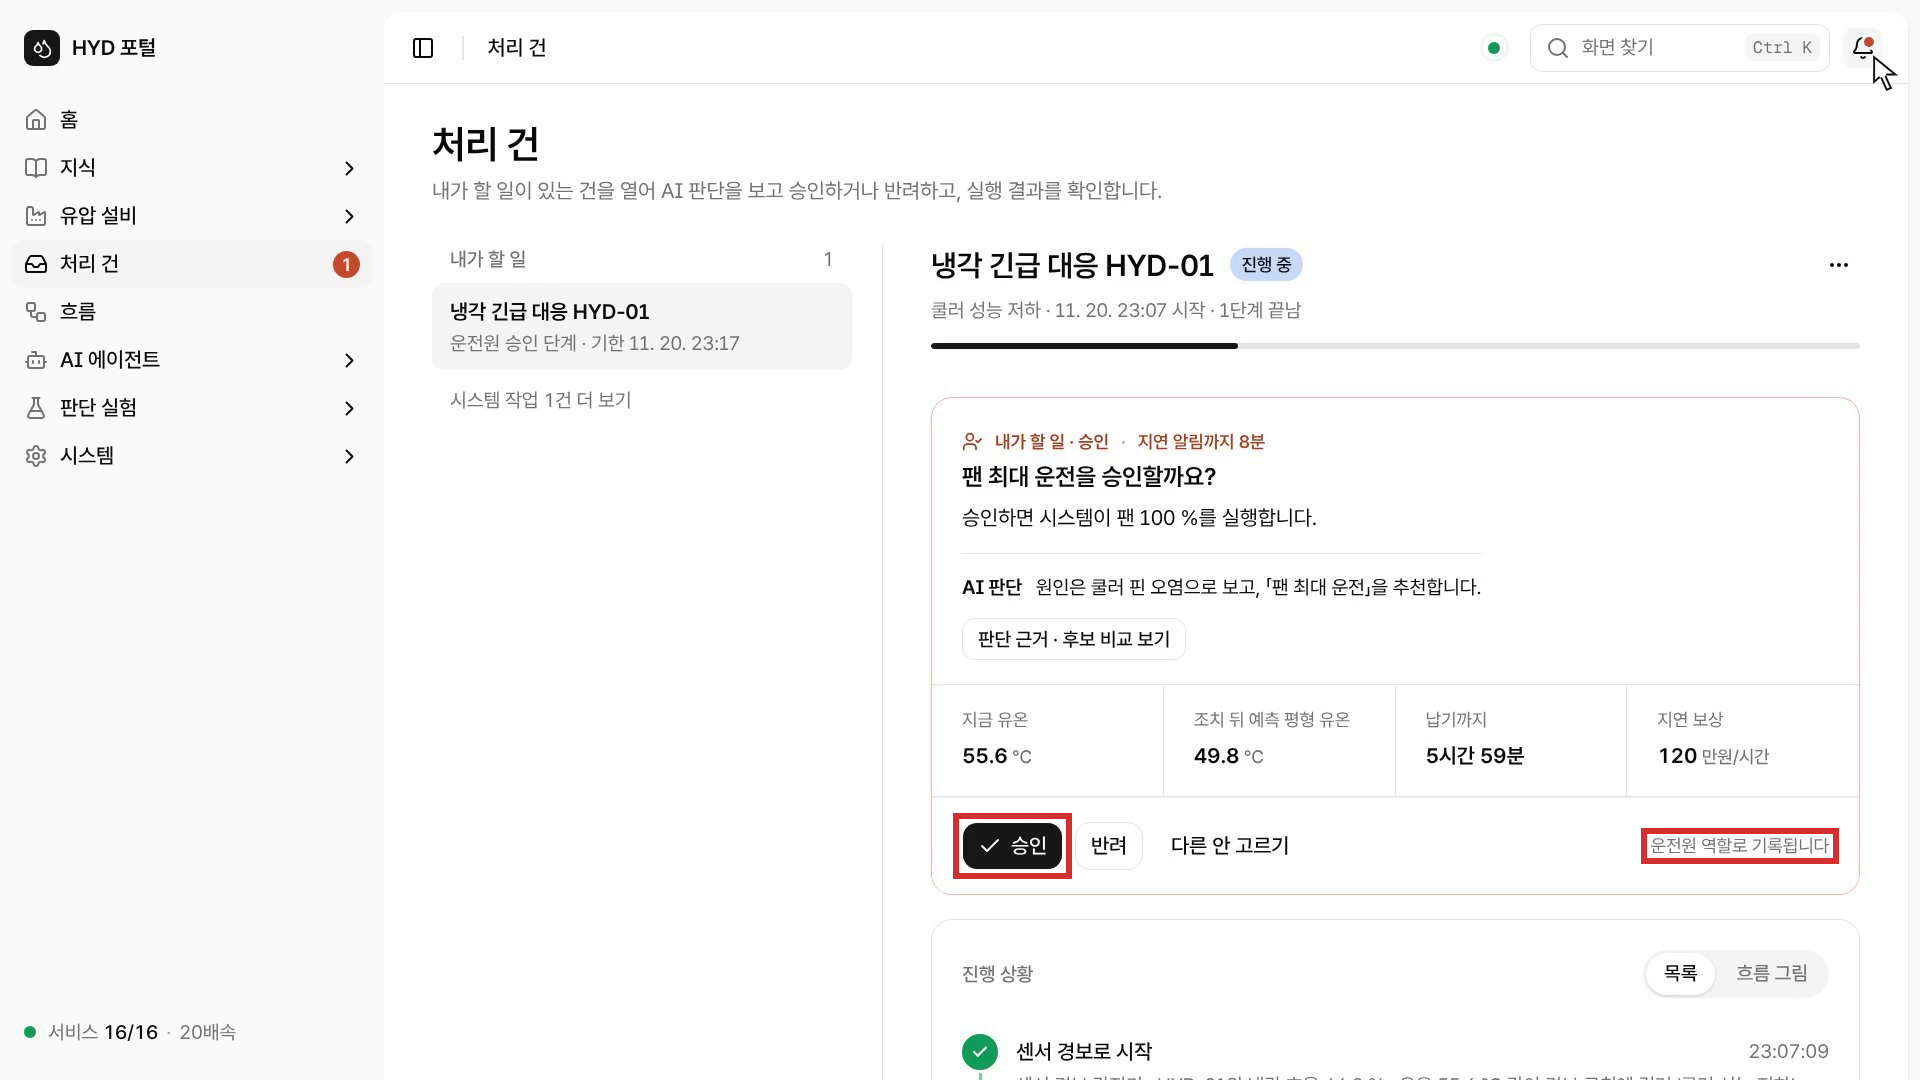 HYD 포털
홈
지식
유압 설비
처리 건
1
흐름
AI 에이전트
판단 실험
시스템
서비스 16/16 · 20배속
처리 건
화면 찾기
Ctrl K
처리 건
내가 할 일이 있는 건을 열어 AI 판단을 보고 승인하거나 반려하고, 실행 결과를 확인합니다.
내가 할 일
1
냉각 긴급 대응 HYD-01
운전원 승인 단계 · 기한 11. 20. 23:17
시스템 작업 1건 더 보기
냉각 긴급 대응 HYD-01
진행 중
쿨러 성능 저하 · 11. 20. 23:07 시작 · 1단계 끝남
내가 할 일 · 승인 · 지연 알림까지 8분
팬 최대 운전을 승인할까요?
승인하면 시스템이 팬 100 %를 실행합니다.
AI 판단 원인은 쿨러 핀 오염으로 보고, 「팬 최대 운전」을 추천합니다.
판단 근거 · 후보 비교 보기
지금 유온
55.6 °C
조치 뒤 예측 평형 유온
49.8 °C
납기까지
5시간 59분
지연 보상
120 만원/시간
승인
반려
다른 안 고르기
운전원 역할로 기록됩니다
진행 상황
목록
흐름 그림
센서 경보로 시작
23:07:09